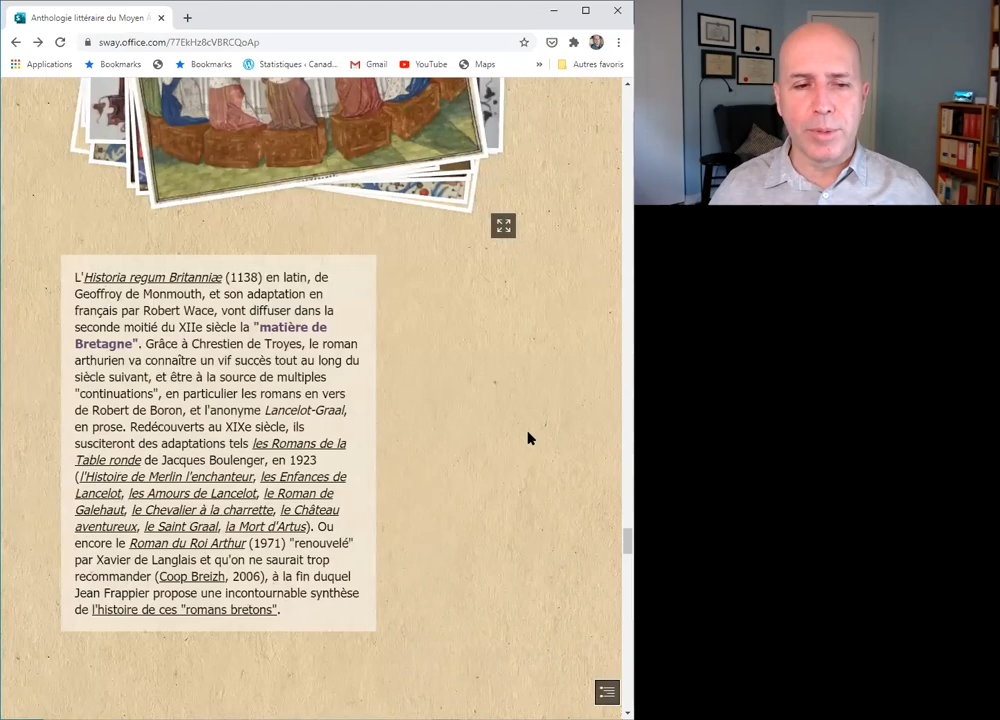 Anthologie littéraire du Moyen
sway.office.com/77EkHz8cVBRCQoAp
Applications
Bookmarks
Bookmarks
Statistiques < Canad...
Gmail
YouTube
Maps
»
Autres favoris
L'Historia regum Britanniæ (1138) en latin, de
Geoffroy de Monmouth, et son adaptation en
français par Robert Wace, vont diffuser dans la
seconde moitié du XIIe siècle la "matière de
Bretagne". Grâce à Chrestien de Troyes, le roman
arthurien va connaître un vif succès tout au long du
siècle suivant, et être à la source de multiples
"continuations", en particulier les romans en vers
de Robert de Boron, et l'anonyme Lancelot-Graal,
en prose. Redécouverts au XIXe siècle, ils
susciteront des adaptations tels les Romans de la
Table ronde de Jacques Boulenger, en 1923
(l'Histoire de Merlin l'enchanteur, les Enfances de
Lancelot, les Amours de Lancelot, le Roman de
Galehaut, le Chevalier à la charrette, le Château
aventureux, le Saint Graal, la Mort d'Artus). Ou
encore le Roman du Roi Arthur (1971) "renouvelé"
par Xavier de Langlais et qu'on ne saurait trop
recommander (Coop Breizh, 2006), à la fin duquel
Jean Frappier propose une incontournable synthèse
de l'histoire de ces "romans bretons".